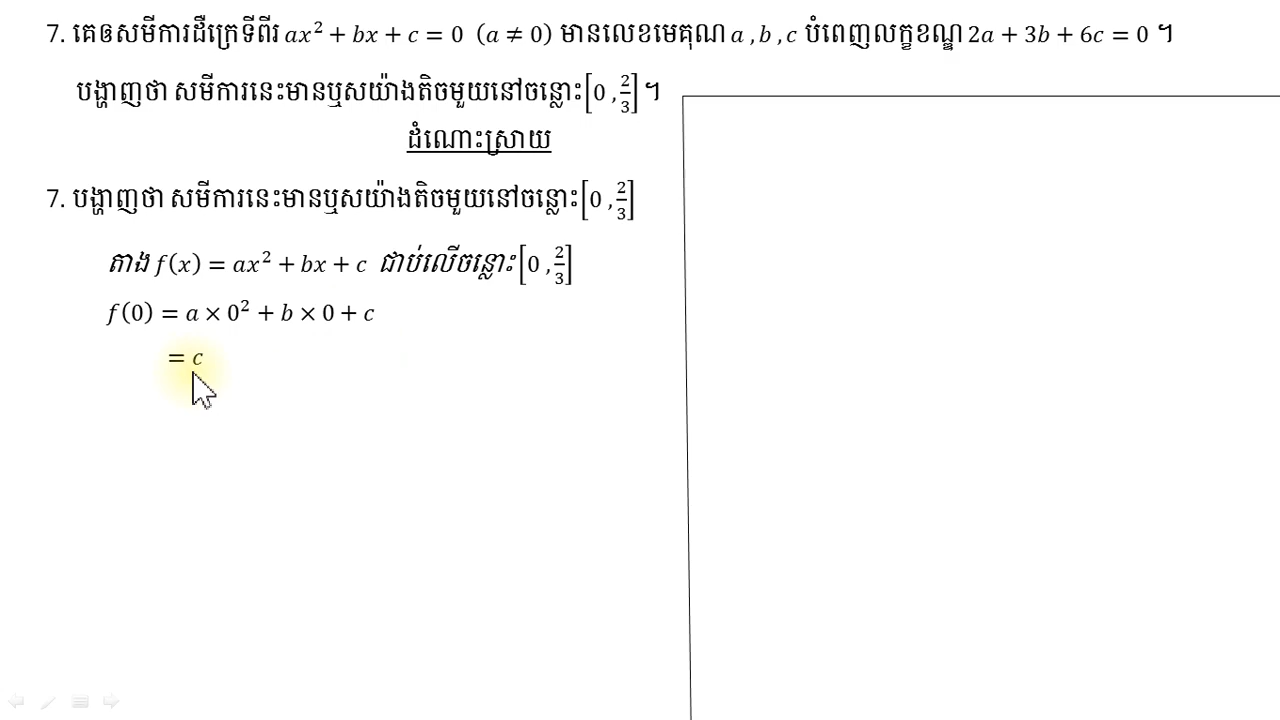 7. គេឲសមីការដឺក្រេទីពីរ ax² + bx + c = 0 (a ≠ 0) មានលេខមេគុណ a , b , c បំពេញលក្ខខណ្ឌ 2a + 3b + 6c = 0 ។
បង្ហាញថា សមីការនេះមានឬសយ៉ាងតិចមួយនៅចន្លោះ [0 , 2/3] ។
ដំណោះស្រាយ
7. បង្ហាញថា សមីការនេះមានឬសយ៉ាងតិចមួយនៅចន្លោះ [0 , 2/3]
តាង f(x) = ax² + bx + c ជាប់លើចន្លោះ [0 , 2/3]
f(0) = a × 0² + b × 0 + c
= c